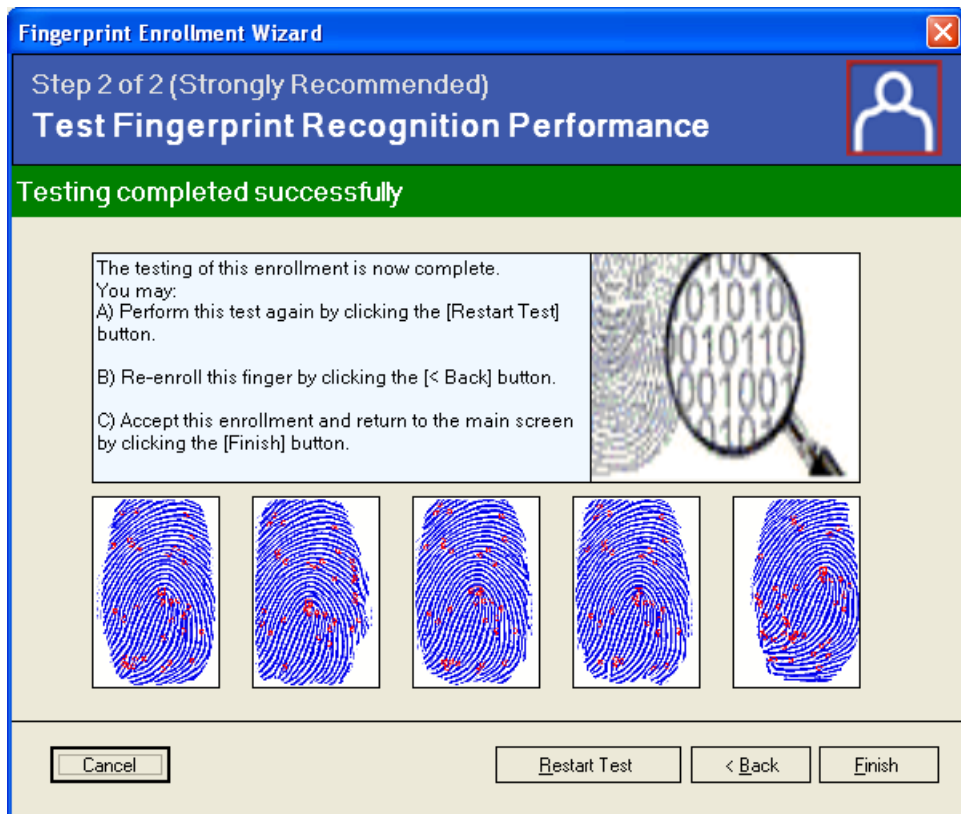 Fingerprint Enrollment Wizard
Step 2 of 2 (Strongly Recommended)
Test Fingerprint Recognition Performance
Testing completed successfully
The testing of this enrollment is now complete.
You may:
A) Perform this test again by clicking the [Restart Test]
button.
B) Re-enroll this finger by clicking the [< Back] button.
C) Accept this enrollment and return to the main screen
by clicking the [Finish] button.
01010
010110
001001
Cancel
Restart Test
< Back
Finish